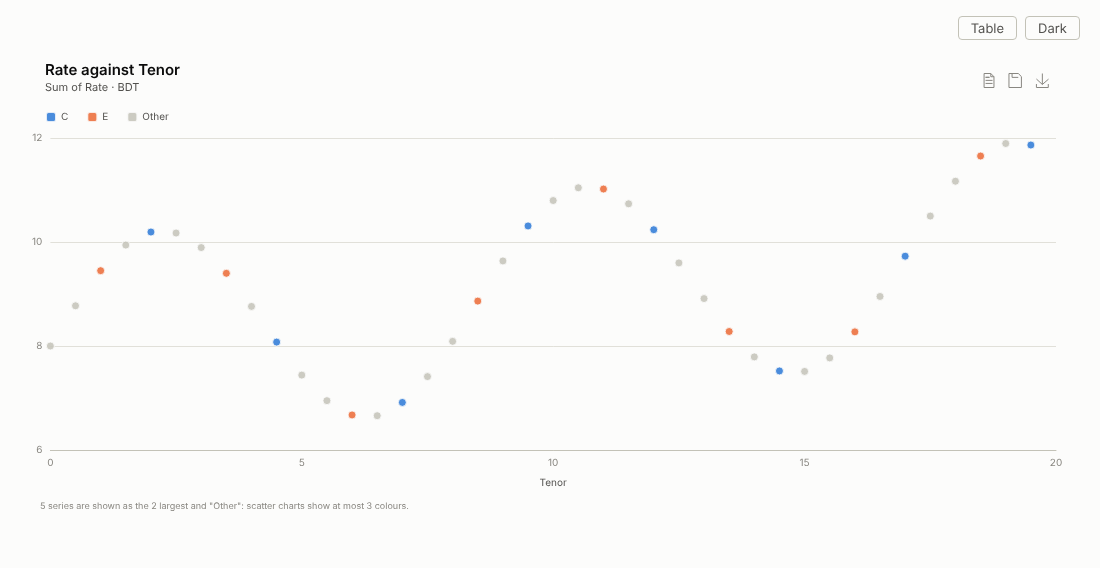 Table Dark
Rate against Tenor
Sum of Rate · BDT
C E Other
12
10
8
6
0 5 10 15 20
Tenor
5 series are shown as the 2 largest and "Other": scatter charts show at most 3 colours.